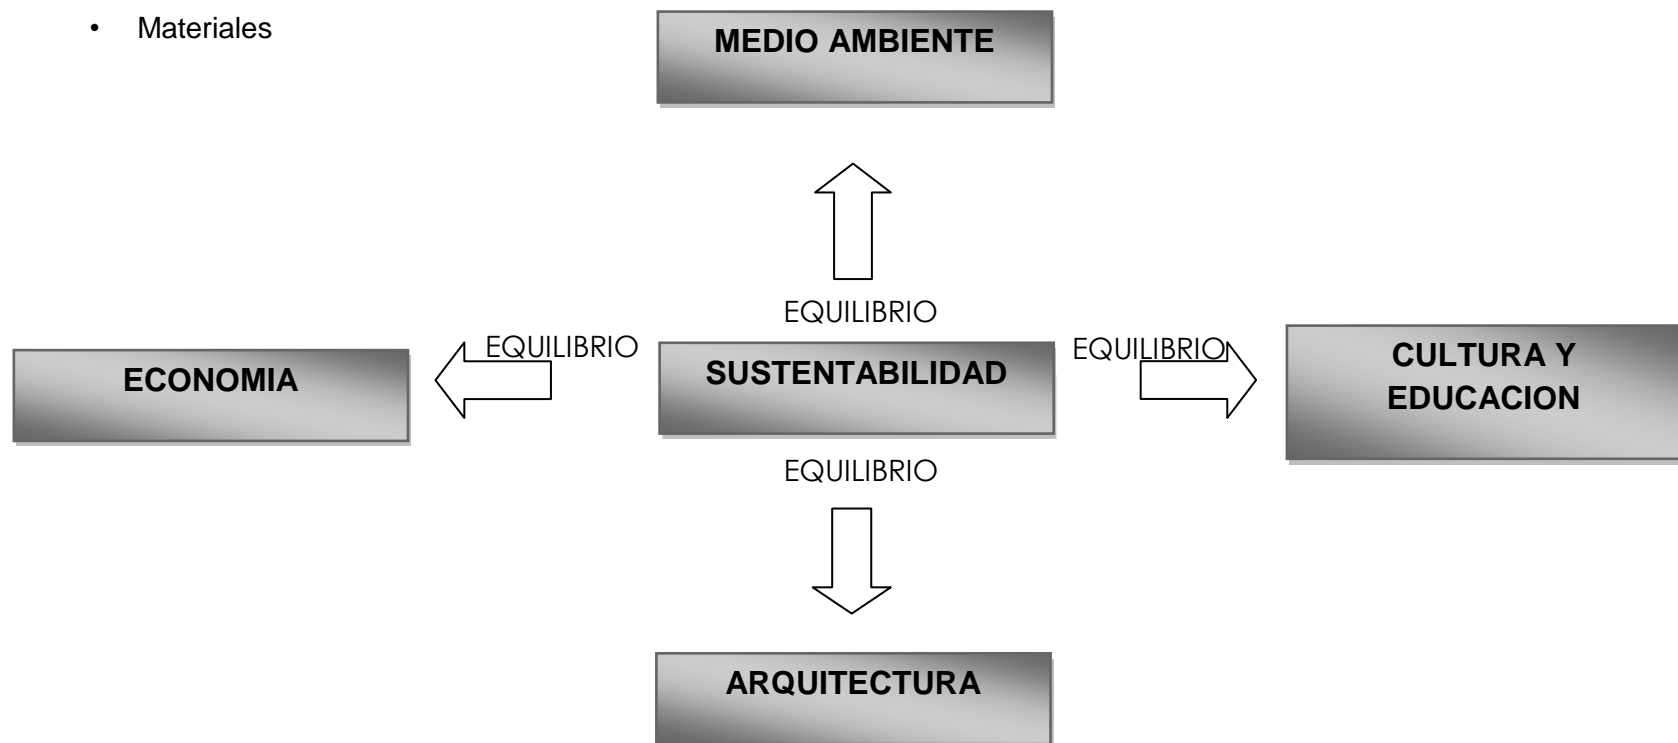 • Materiales
MEDIO AMBIENTE
EQUILIBRIO
EQUILIBRIO
EQUILIBRIO
ECONOMIA
SUSTENTABILIDAD
CULTURA Y
EDUCACION
EQUILIBRIO
ARQUITECTURA